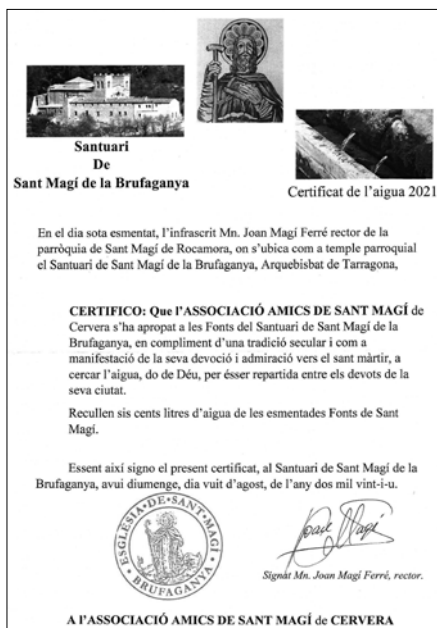 Santuari
De
Sant Magí de la Brufaganya
Certificat de l'aigua 2021
En el dia sota esmentat, l'infrascrit Mn. Joan Magí Ferré rector de la
parròquia de Sant Magí de Rocamora, on s'ubica com a temple parroquial
el Santuari de Sant Magí de la Brufaganya, Arquebisbat de Tarragona,
CERTIFICO: Que l'ASSOCIACIÓ AMICS DE SANT MAGÍ de
Cervera s'ha apropat a les Fonts del Santuari de Sant Magí de la
Brufaganya, en compliment d'una tradició secular i com a
manifestació de la seva devoció i admiració vers el sant màrtir, a
cercar l'aigua, do de Déu, per ésser repartida entre els devots de la
seva ciutat.
Recullen sis cents litres d'aigua de les esmentades Fonts de Sant
Magí.
Essent així signo el present certificat, al Santuari de Sant Magí de la
Brufaganya, avui diumenge, dia vuit d'agost, de l'any dos mil vint-i-u.
ESGLÉSIA·DE·SANT·MAGÍ
BRUFAGANYA
Joan Magí
Signat Mn. Joan Magí Ferré, rector.
A l'ASSOCIACIÓ AMICS DE SANT MAGÍ de CERVERA